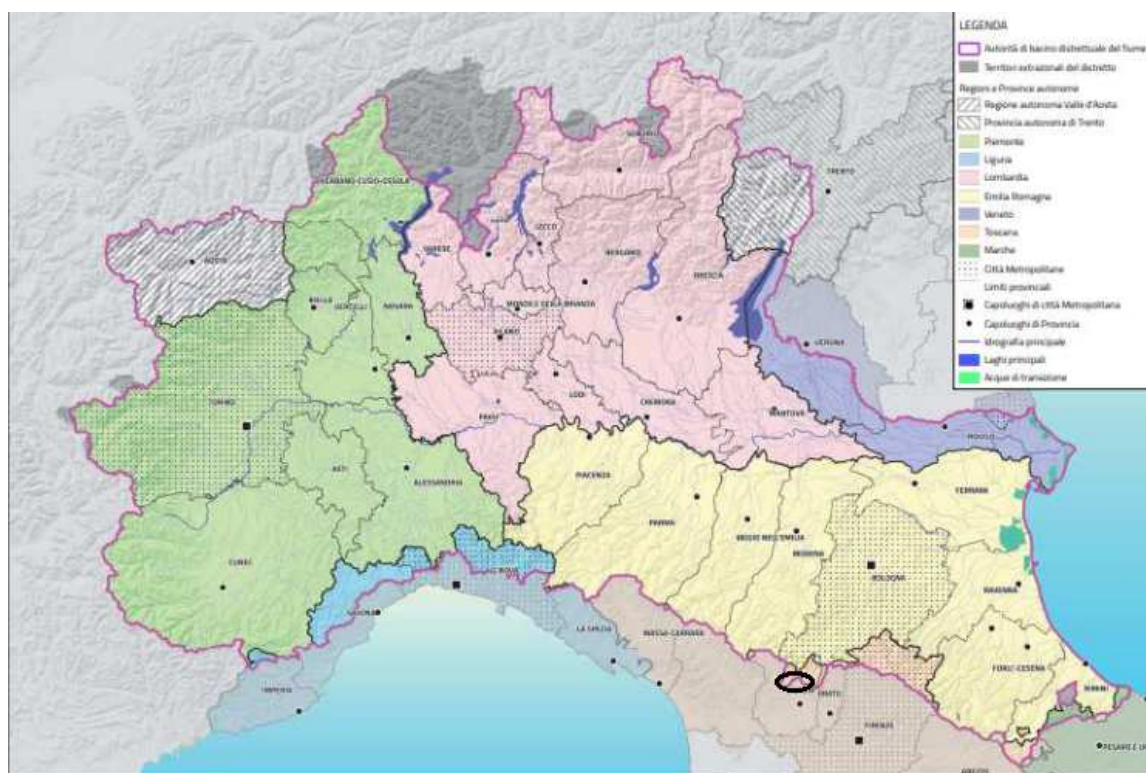 LEGENDA
Autorità di bacino distrettuale del fiume
Territori extrazonali del distretto
Regioni e Province autonome
Regione autonoma Valle d'Aosta
Provincia autonoma di Trento
Piemonte
Liguria
Lombardia
Emilia Romagna
Veneto
Toscana
Marche
Città Metropolitane
Limiti provinciali
Capoluoghi di città Metropolitana
Capoluoghi di Provincia
Idrografia principale
Laghi principali
Acque di transizione
SONDRIO
TRENTO
VERBANO-CUSIO-OSSOLA
LECCO
VARESE
BERGAMO
AOSTA
BRESCIA
BIELLA
VERCELLI
NOVARA
MONZA E DELLA BRIANZA
MILANO
VERONA
LODI
TORINO
PAVIA
CREMONA
MANTOVA
ROVIGO
ASTI
ALESSANDRIA
PIACENZA
FERRARA
PARMA
REGGIO NELL'EMILIA
MODENA
BOLOGNA
CUNEO
RAVENNA
SAVONA
LA SPEZIA
MASSA-CARRARA
FORLI'-CESENA
RIMINI
IMPERIA
PRATO
FIRENZE
PESARO E UR
AREZZO